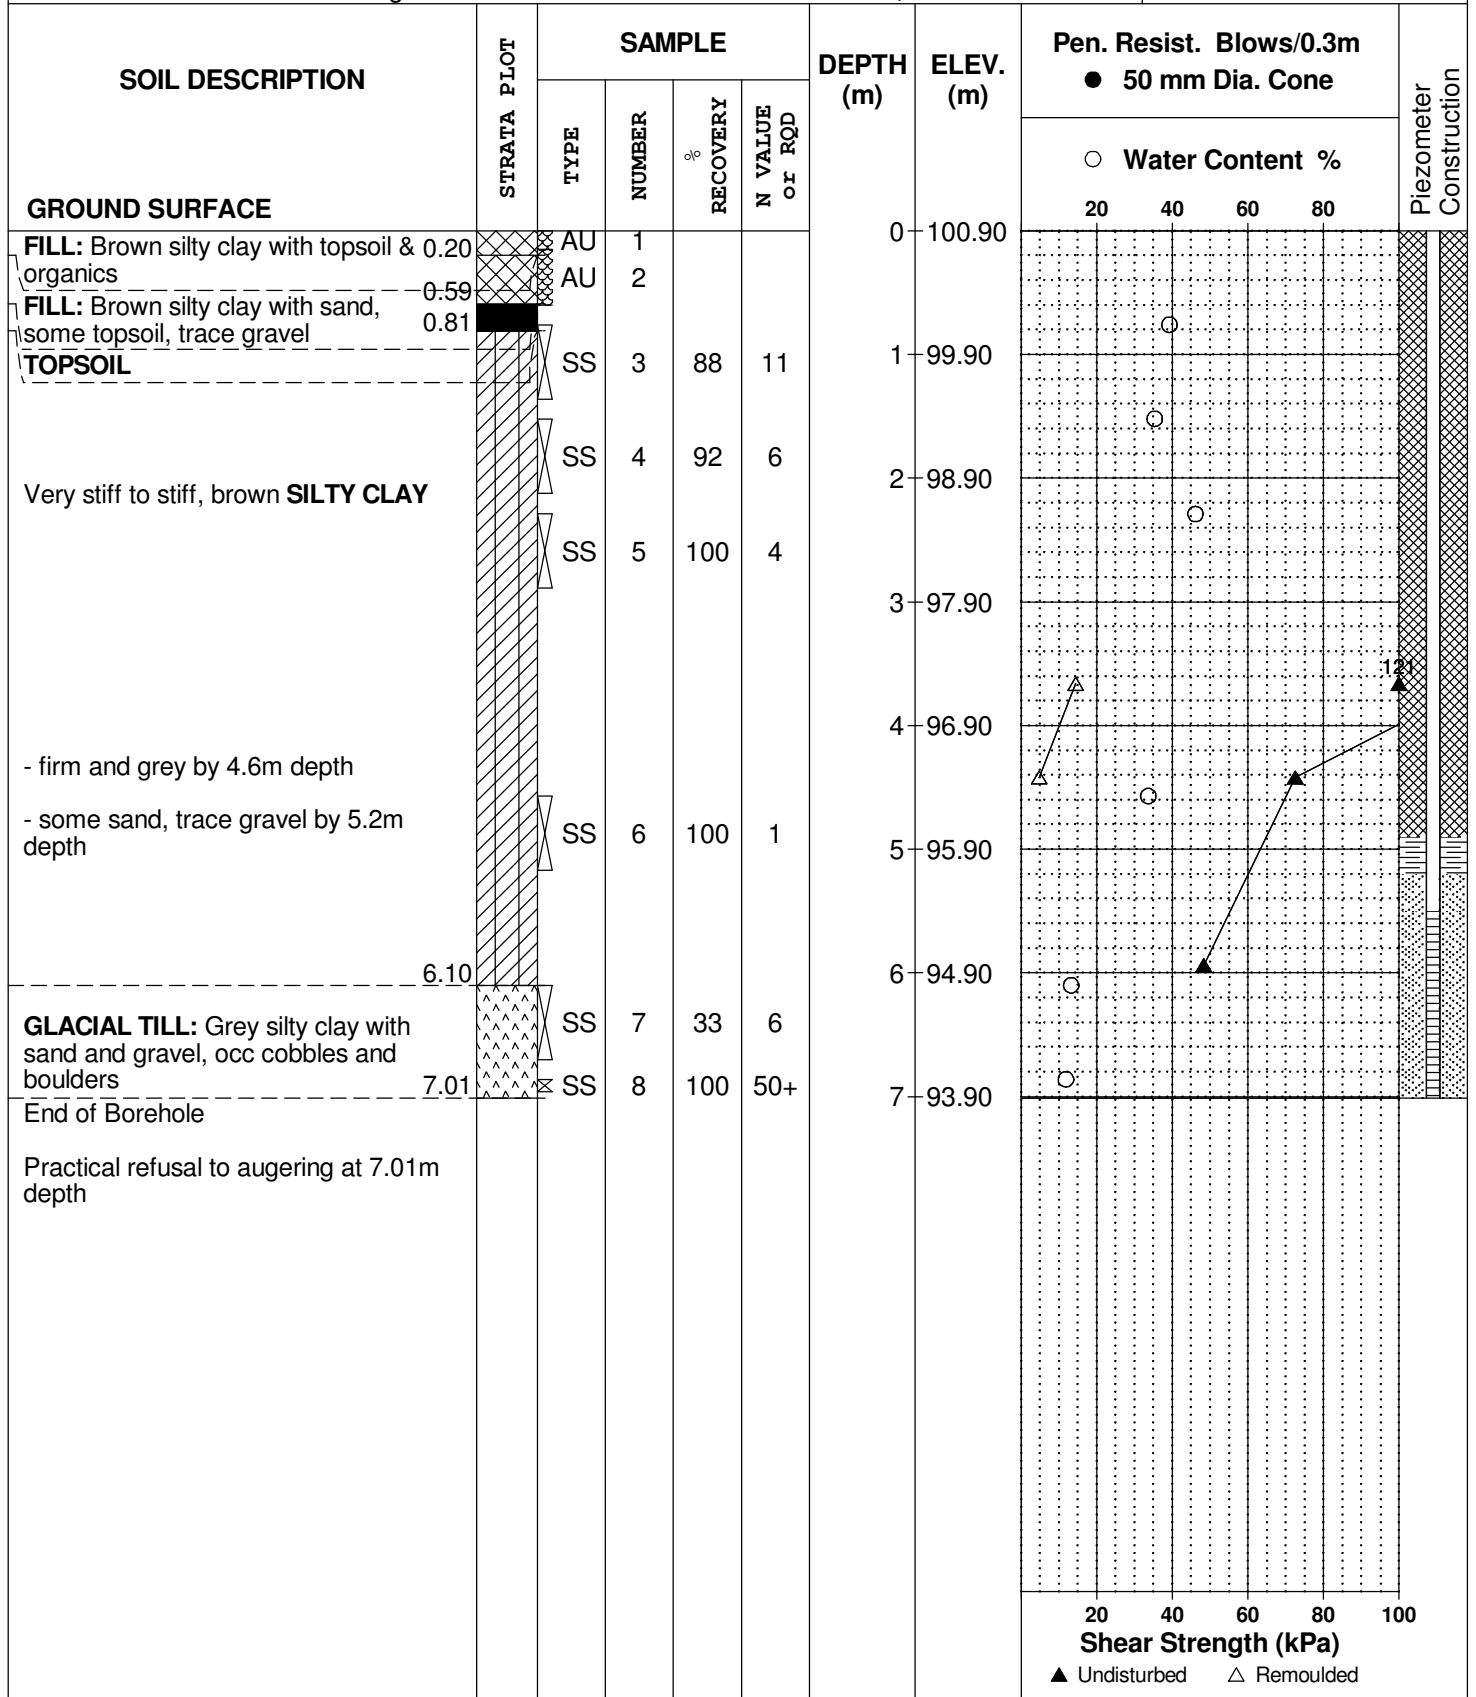 SOIL DESCRIPTION
GROUND SURFACE
STRATA PLOT
SAMPLE
TYPE
NUMBER
% RECOVERY
N VALUE
or RQD
DEPTH
(m)
ELEV.
(m)
Pen. Resist. Blows/0.3m
● 50 mm Dia. Cone
○ Water Content %
20 40 60 80
Piezometer
Construction
FILL: Brown silty clay with topsoil & 0.20
organics
0.59
FILL: Brown silty clay with sand,
some topsoil, trace gravel 0.81
TOPSOIL
Very stiff to stiff, brown SILTY CLAY
- firm and grey by 4.6m depth
- some sand, trace gravel by 5.2m
depth
6.10
GLACIAL TILL: Grey silty clay with
sand and gravel, occ cobbles and
boulders 7.01
End of Borehole
Practical refusal to augering at 7.01m
depth
AU 1
AU 2
SS 3 88 11
SS 4 92 6
SS 5 100 4
SS 6 100 1
SS 7 33 6
SS 8 100 50+
0 100.90
1 99.90
2 98.90
3 97.90
4 96.90
5 95.90
6 94.90
7 93.90
121
20 40 60 80 100
Shear Strength (kPa)
▲ Undisturbed △ Remoulded